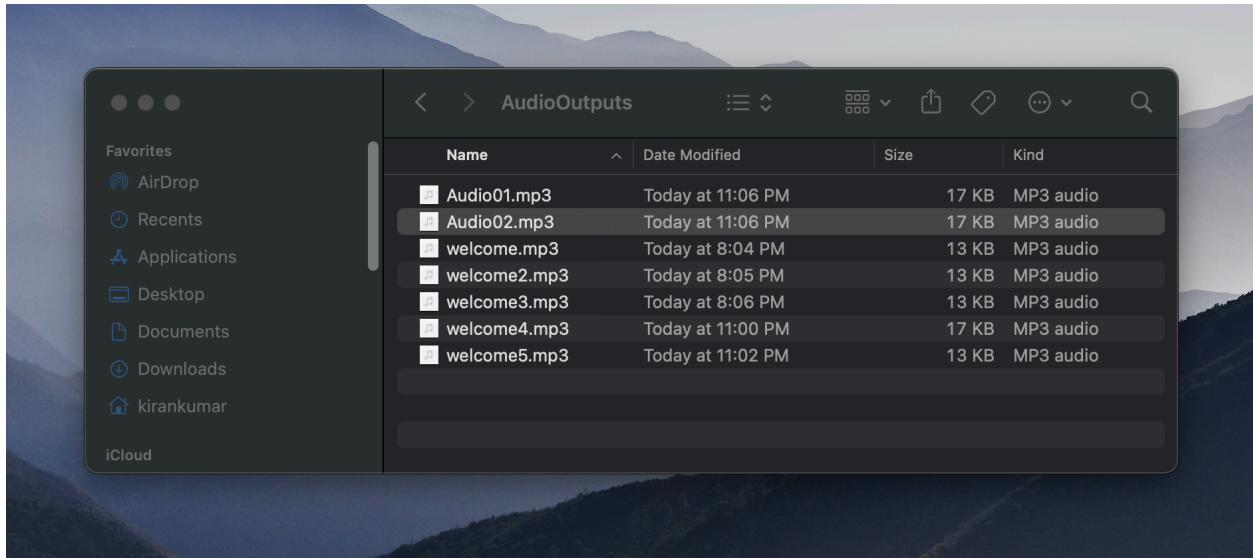 AudioOutputs
Favorites
AirDrop
Recents
Applications
Desktop
Documents
Downloads
kirankumar
iCloud
Name Date Modified Size Kind
Audio01.mp3 Today at 11:06 PM 17 KB MP3 audio
Audio02.mp3 Today at 11:06 PM 17 KB MP3 audio
welcome.mp3 Today at 8:04 PM 13 KB MP3 audio
welcome2.mp3 Today at 8:05 PM 13 KB MP3 audio
welcome3.mp3 Today at 8:06 PM 13 KB MP3 audio
welcome4.mp3 Today at 11:00 PM 17 KB MP3 audio
welcome5.mp3 Today at 11:02 PM 13 KB MP3 audio